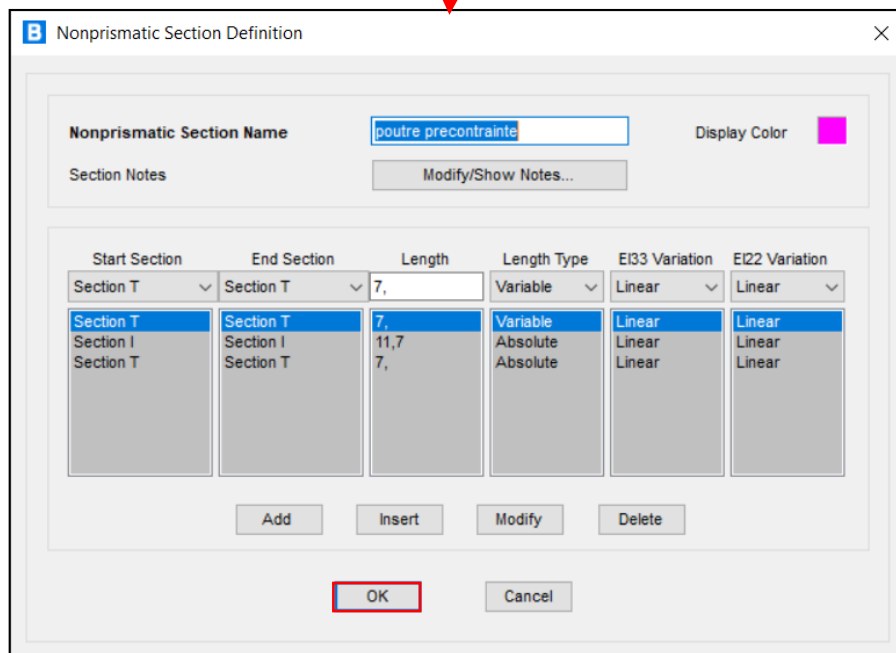 B Nonprismatic Section Definition
Nonprismatic Section Name poutre precontrainte Display Color
Section Notes Modify/Show Notes...
Start Section End Section Length Length Type EI33 Variation EI22 Variation
Section T Section T 7, Variable Linear Linear
Section T Section T 7, Variable Linear Linear
Section I Section I 11,7 Absolute Linear Linear
Section T Section T 7, Absolute Linear Linear
Add Insert Modify Delete
OK Cancel